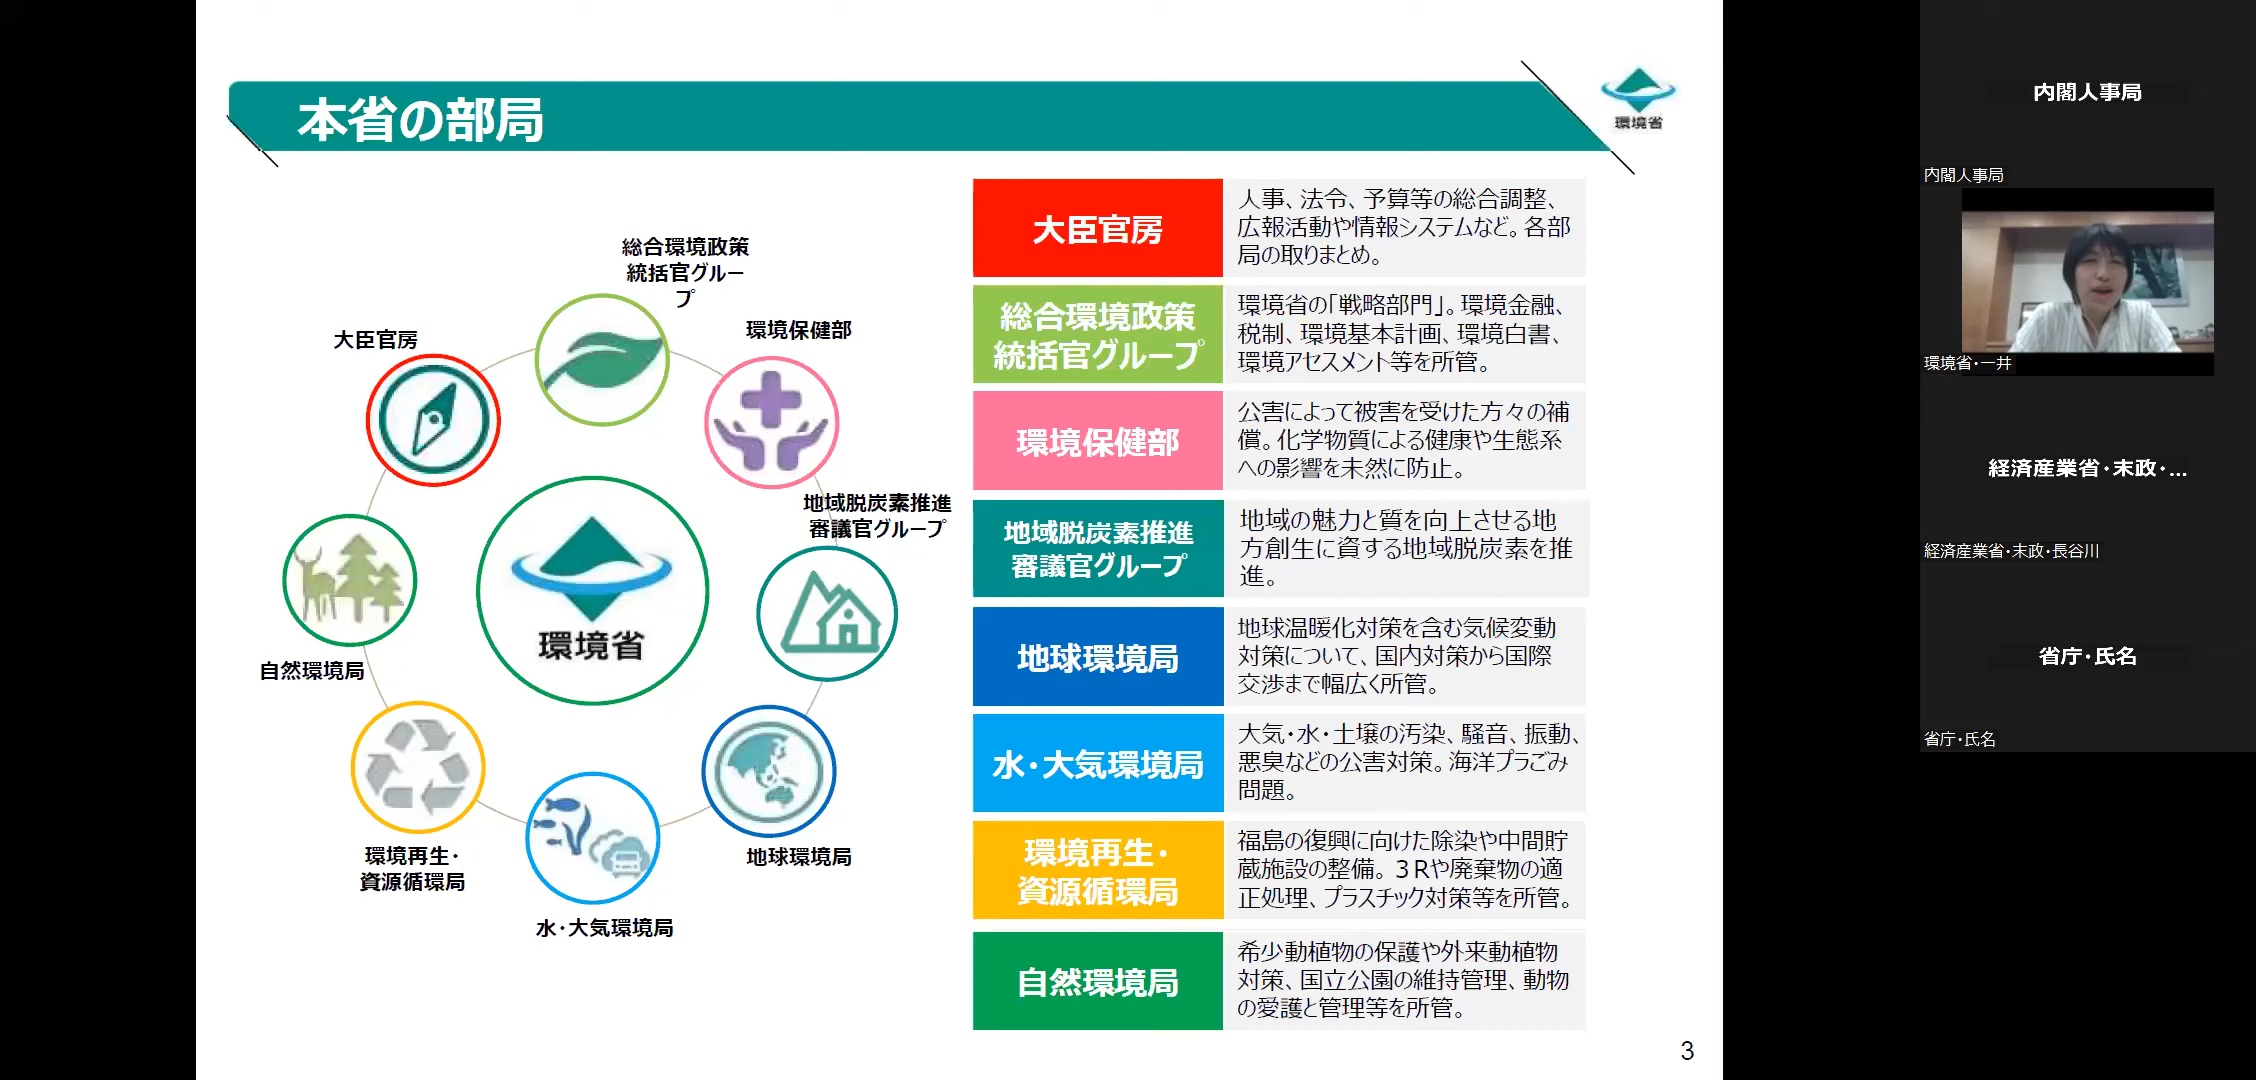 本省の部局
環境省
総合環境政策
統括官グルー
プ
大臣官房
環境保健部
地域脱炭素推進
審議官グループ
環境省
自然環境局
環境再生・
資源循環局
地球環境局
水・大気環境局
大臣官房
人事、法令、予算等の総合調整、
広報活動や情報システムなど。各部
局の取りまとめ。
総合環境政策
統括官グループ
環境省の「戦略部門」。環境金融、
税制、環境基本計画、環境白書、
環境アセスメント等を所管。
環境保健部
公害によって被害を受けた方々の補
償。化学物質による健康や生態系
への影響を未然に防止。
地域脱炭素推進
審議官グループ
地域の魅力と質を向上させる地
方創生に資する地域脱炭素を推
進。
地球環境局
地球温暖化対策を含む気候変動
対策について、国内対策から国際
交渉まで幅広く所管。
水・大気環境局
大気・水・土壌の汚染、騒音、振動、
悪臭などの公害対策。海洋プラごみ
問題。
環境再生・
資源循環局
福島の復興に向けた除染や中間貯
蔵施設の整備。３Rや廃棄物の適
正処理、プラスチック対策等を所管。
自然環境局
希少動植物の保護や外来動植物
対策、国立公園の維持管理、動物
の愛護と管理等を所管。
3
内閣人事局
内閣人事局
環境省・一井
経済産業省・末政・...
経済産業省・末政・長谷川
省庁・氏名
省庁・氏名